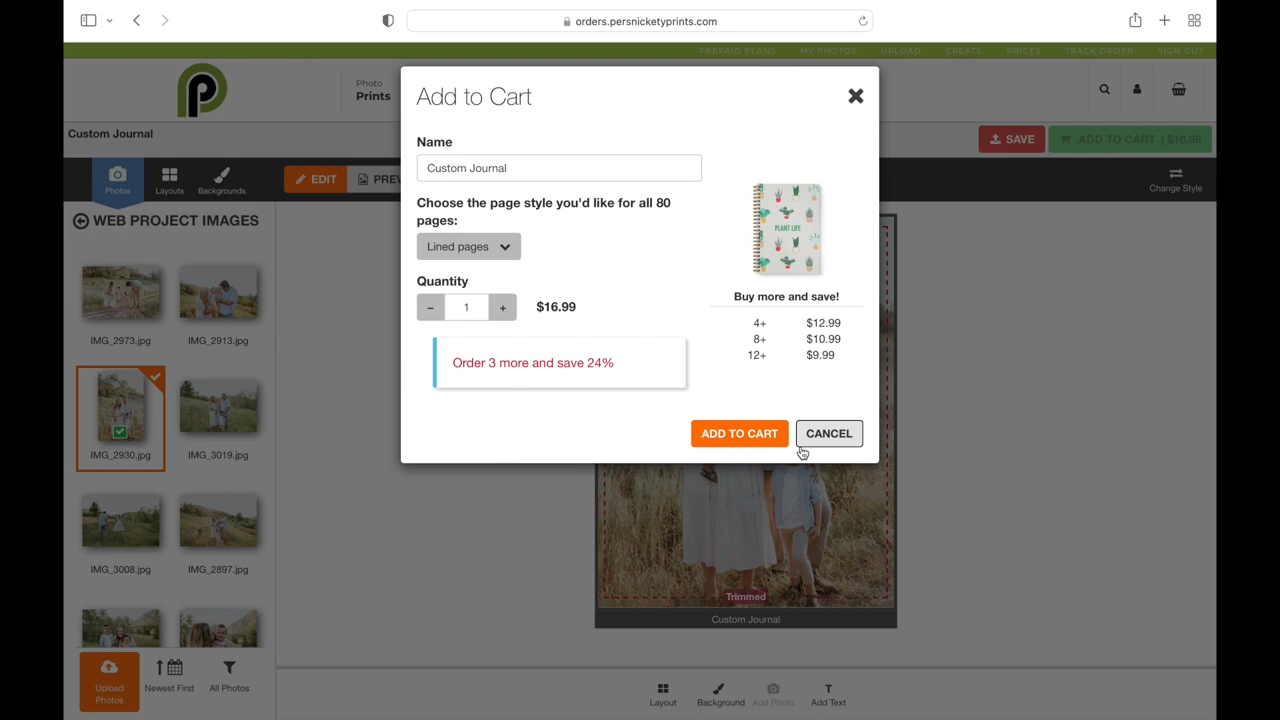 orders.persnicketyprints.com
PREPAID PLANS MY PHOTOS UPLOAD CREATE PRICES TRACK ORDER SIGN OUT
Photo
Prints
Custom Journal
SAVE
ADD TO CART | $16.99
Photos
Layouts
Backgrounds
EDIT
PREV
Change Style
WEB PROJECT IMAGES
IMG_2973.jpg
IMG_2913.jpg
IMG_2930.jpg
IMG_3019.jpg
IMG_3008.jpg
IMG_2897.jpg
Upload
Photos
Newest First
All Photos
Add to Cart
Name
Custom Journal
Choose the page style you'd like for all 80
pages:
Lined pages
Quantity
− 1 + $16.99
Order 3 more and save 24%
PLANT LIFE
Buy more and save!
4+ $12.99
8+ $10.99
12+ $9.99
ADD TO CART
CANCEL
Trimmed
Custom Journal
Layout
Background
Add Photo
T
Add Text